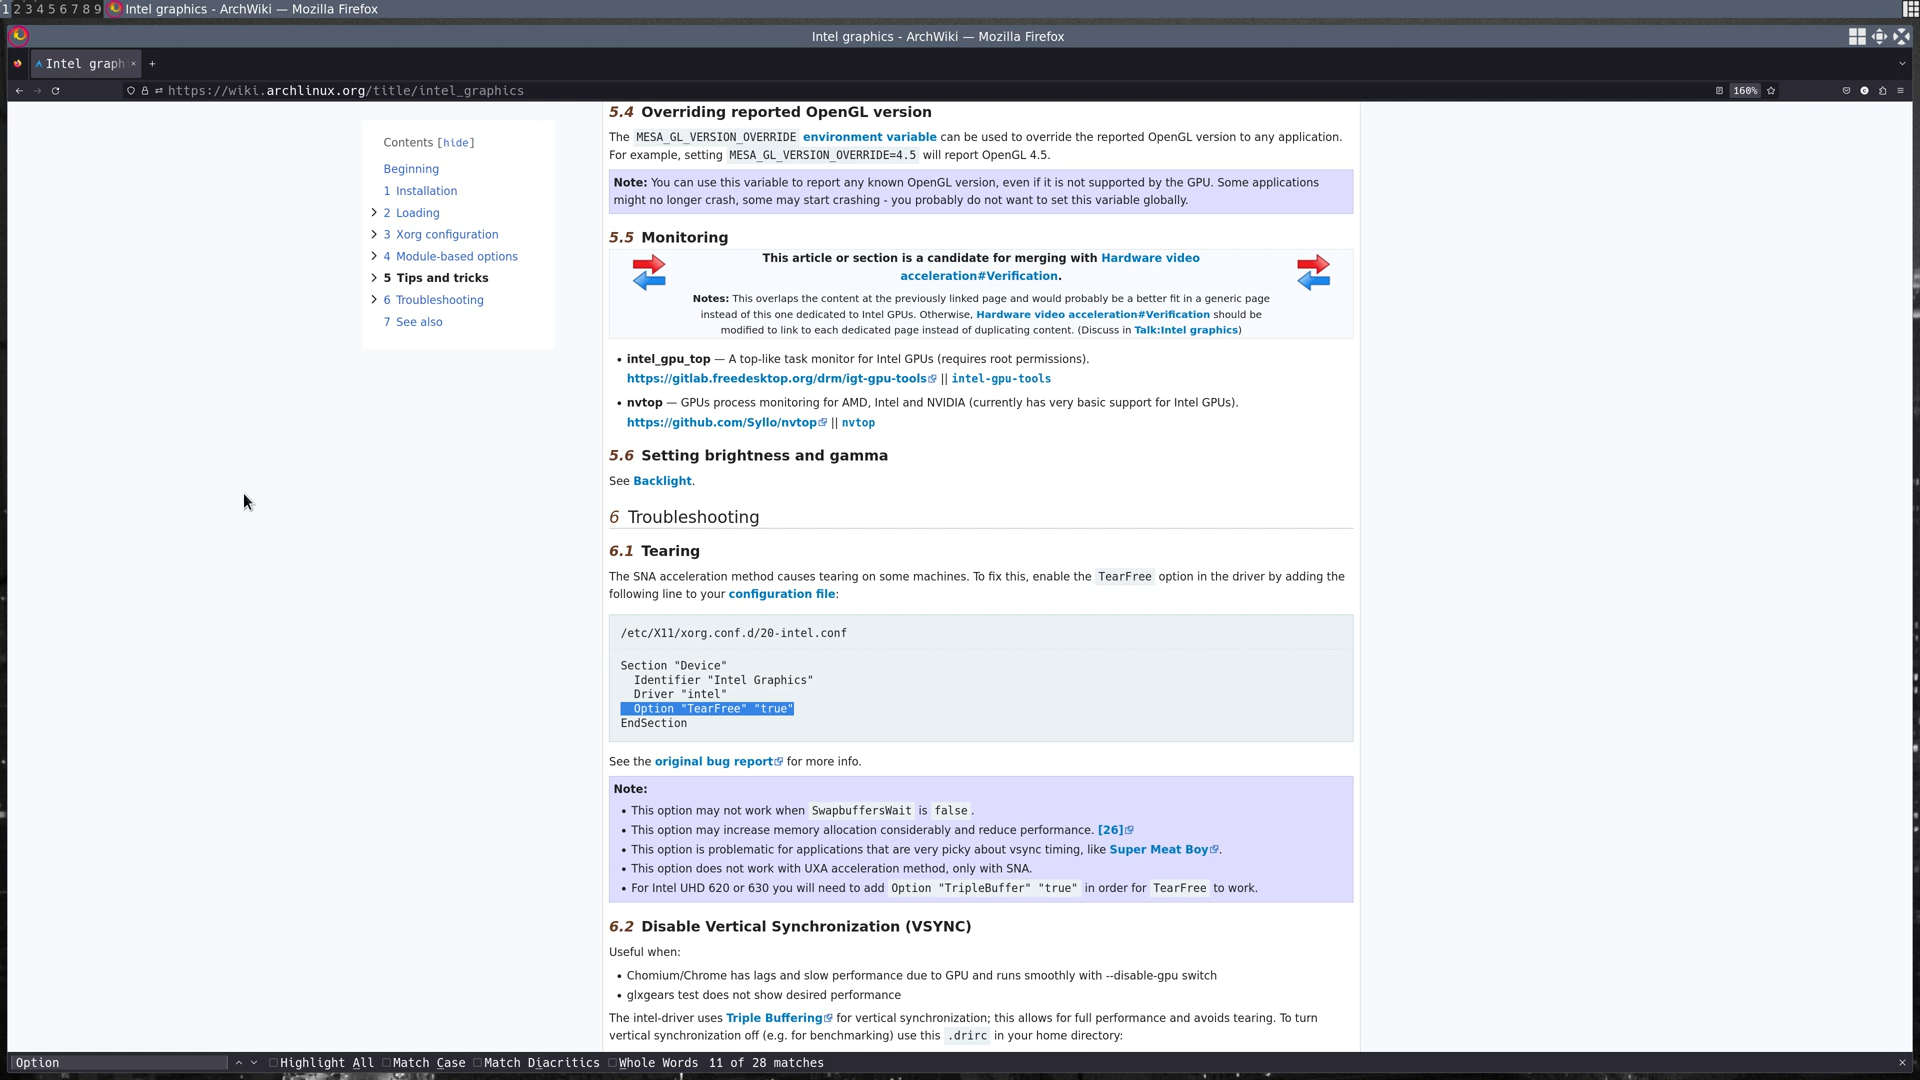 1 2 3 4 5 6 7 8 9 Intel graphics - ArchWiki — Mozilla Firefox
Intel graphics - ArchWiki — Mozilla Firefox
Intel graph
https://wiki.archlinux.org/title/intel_graphics
160%
Contents [hide]
Beginning
1 Installation
2 Loading
3 Xorg configuration
4 Module-based options
5 Tips and tricks
6 Troubleshooting
7 See also
5.4 Overriding reported OpenGL version
The MESA_GL_VERSION_OVERRIDE environment variable can be used to override the reported OpenGL version to any application.
For example, setting MESA_GL_VERSION_OVERRIDE=4.5 will report OpenGL 4.5.
Note: You can use this variable to report any known OpenGL version, even if it is not supported by the GPU. Some applications
might no longer crash, some may start crashing - you probably do not want to set this variable globally.
5.5 Monitoring
This article or section is a candidate for merging with Hardware video
acceleration#Verification.
Notes: This overlaps the content at the previously linked page and would probably be a better fit in a generic page
instead of this one dedicated to Intel GPUs. Otherwise, Hardware video acceleration#Verification should be
modified to link to each dedicated page instead of duplicating content. (Discuss in Talk:Intel graphics)
• intel_gpu_top — A top-like task monitor for Intel GPUs (requires root permissions).
https://gitlab.freedesktop.org/drm/igt-gpu-tools || intel-gpu-tools
• nvtop — GPUs process monitoring for AMD, Intel and NVIDIA (currently has very basic support for Intel GPUs).
https://github.com/Syllo/nvtop || nvtop
5.6 Setting brightness and gamma
See Backlight.
6 Troubleshooting
6.1 Tearing
The SNA acceleration method causes tearing on some machines. To fix this, enable the TearFree option in the driver by adding the
following line to your configuration file:
/etc/X11/xorg.conf.d/20-intel.conf
Section "Device"
Identifier "Intel Graphics"
Driver "intel"
Option "TearFree" "true"
EndSection
See the original bug report for more info.
Note:
• This option may not work when SwapbuffersWait is false.
• This option may increase memory allocation considerably and reduce performance. [26]
• This option is problematic for applications that are very picky about vsync timing, like Super Meat Boy.
• This option does not work with UXA acceleration method, only with SNA.
• For Intel UHD 620 or 630 you will need to add Option "TripleBuffer" "true" in order for TearFree to work.
6.2 Disable Vertical Synchronization (VSYNC)
Useful when:
• Chomium/Chrome has lags and slow performance due to GPU and runs smoothly with --disable-gpu switch
• glxgears test does not show desired performance
The intel-driver uses Triple Buffering for vertical synchronization; this allows for full performance and avoids tearing. To turn
vertical synchronization off (e.g. for benchmarking) use this .drirc in your home directory:
Option Highlight All Match Case Match Diacritics Whole Words 11 of 28 matches